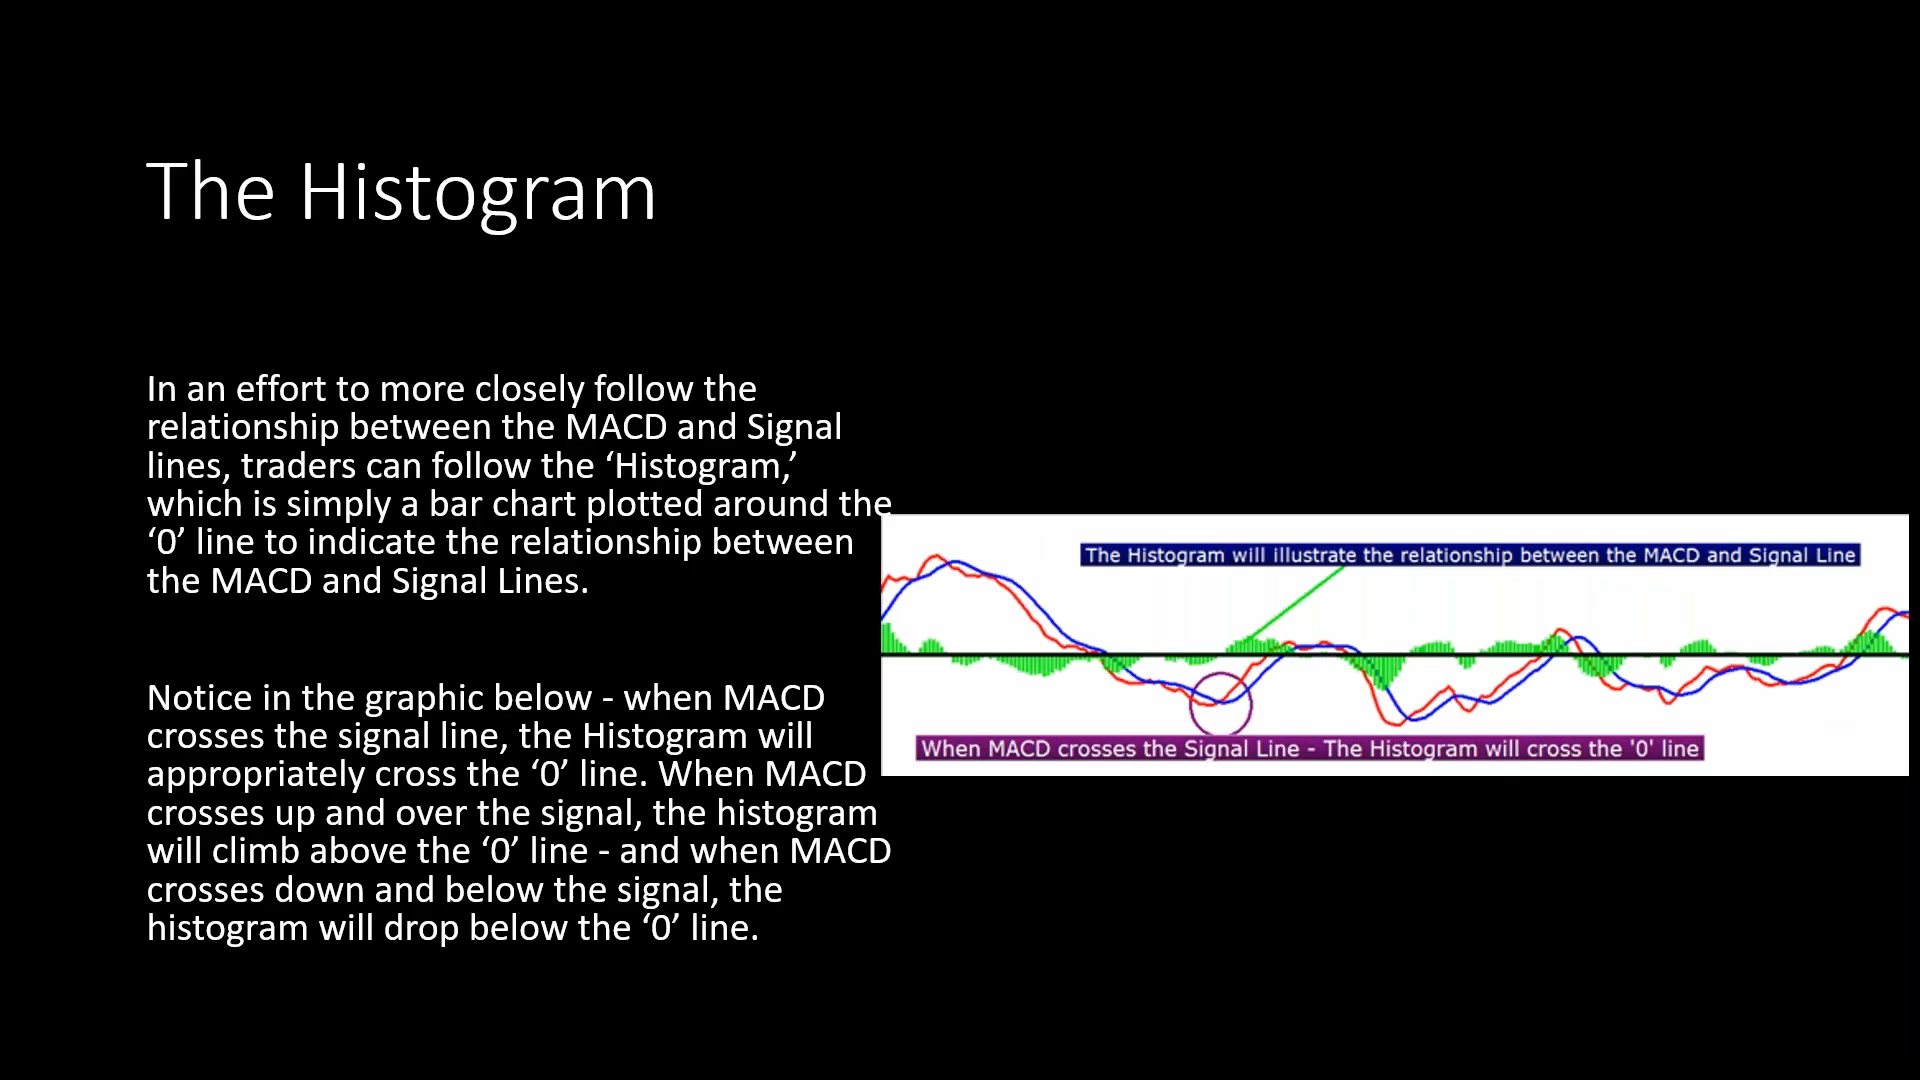 The Histogram
In an effort to more closely follow the
relationship between the MACD and Signal
lines, traders can follow the ‘Histogram,’
which is simply a bar chart plotted around the
‘0’ line to indicate the relationship between
the MACD and Signal Lines.
Notice in the graphic below - when MACD
crosses the signal line, the Histogram will
appropriately cross the ‘0’ line. When MACD
crosses up and over the signal, the histogram
will climb above the ‘0’ line - and when MACD
crosses down and below the signal, the
histogram will drop below the ‘0’ line.
The Histogram will illustrate the relationship between the MACD and Signal Line
When MACD crosses the Signal Line - The Histogram will cross the '0' line